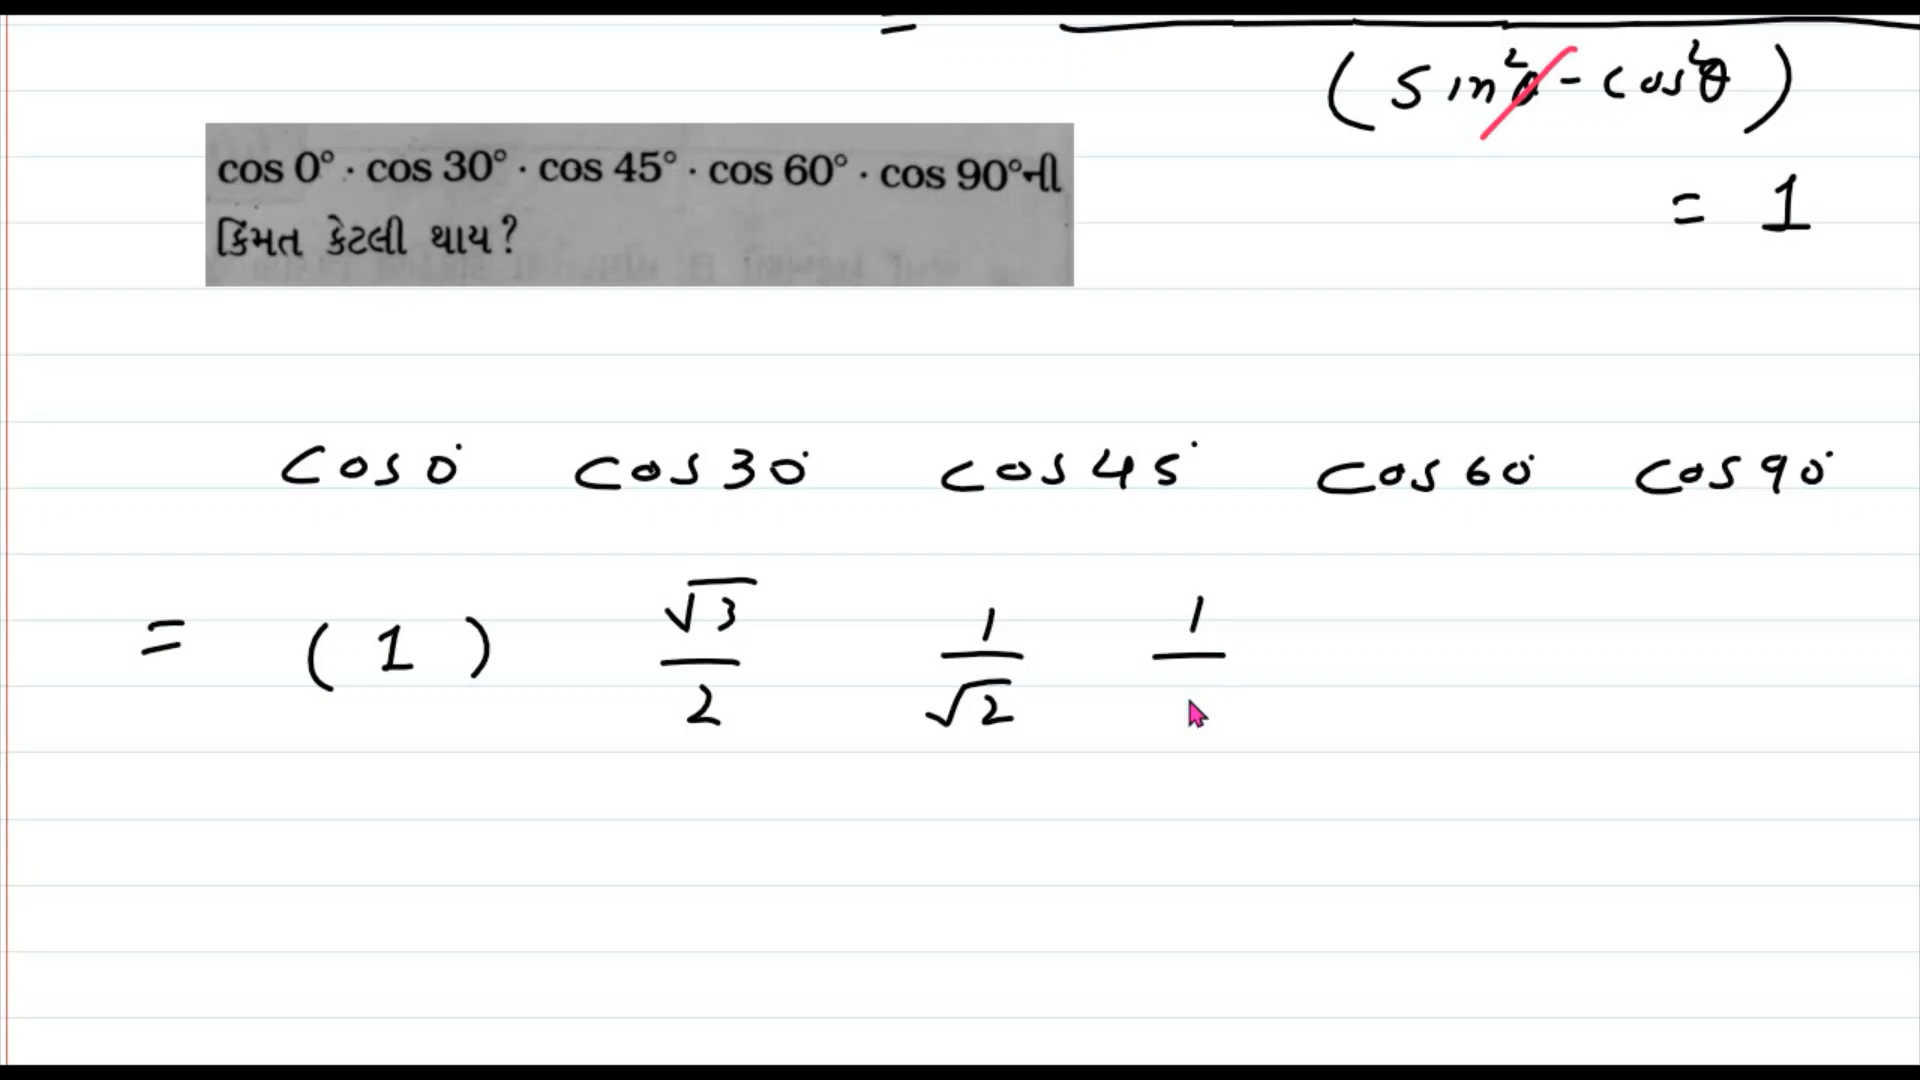 =
(sin²θ - cos²θ)
= 1
cos 0° · cos 30° · cos 45° · cos 60° · cos 90°ની
કિંમત કેટલી થાય?
cos 0° cos 30° cos 45° cos 60° cos 90°
= (1) √3/2 1/√2 1/